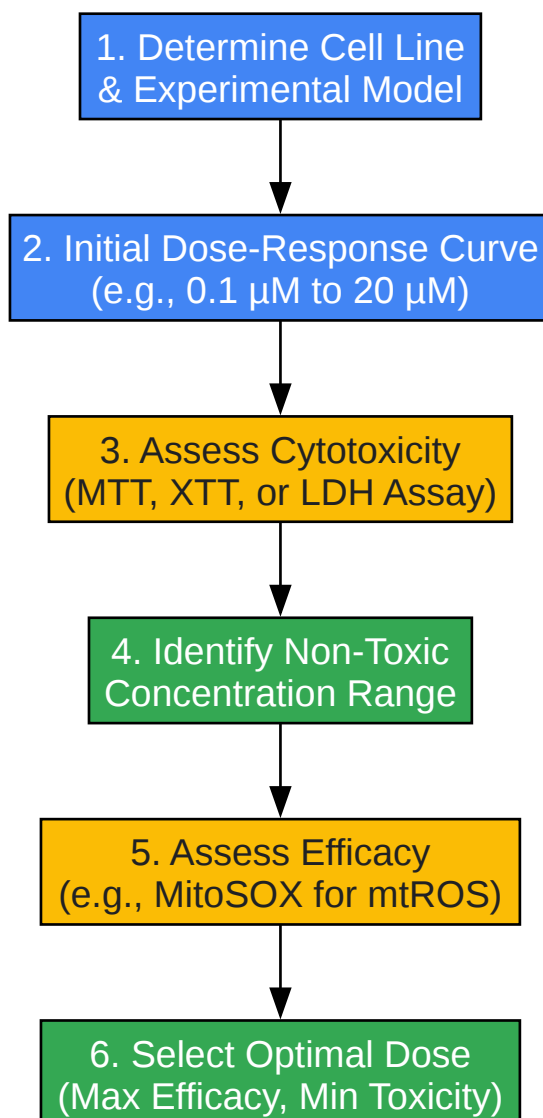 1. Determine Cell Line
& Experimental Model
2. Initial Dose-Response Curve
(e.g., 0.1 µM to 20 µM)
3. Assess Cytotoxicity
(MTT, XTT, or LDH Assay)
4. Identify Non-Toxic
Concentration Range
5. Assess Efficacy
(e.g., MitoSOX for mtROS)
6. Select Optimal Dose
(Max Efficacy, Min Toxicity)